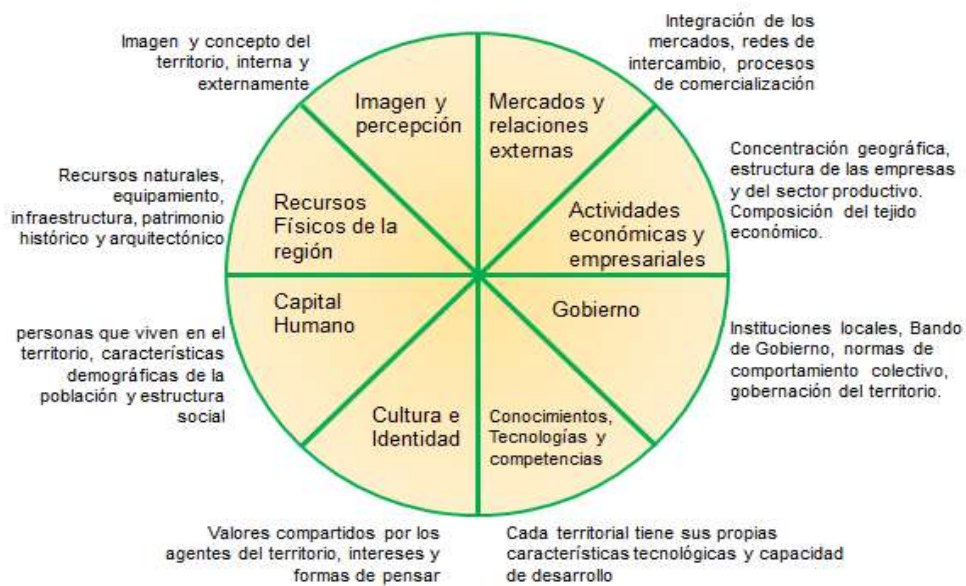 Imagen y concepto del
territorio, interna y
externamente
Integración de los
mercados, redes de
intercambio, procesos
de comercialización
Imagen y
percepción
Mercados y
relaciones
externas
Recursos naturales,
equipamiento,
infraestructura, patrimonio
histórico y arquitectónico
Recursos
Físicos de la
región
Actividades
económicas y
empresariales
Concentración geográfica,
estructura de las empresas
y del sector productivo.
Composición del tejido
económico.
personas que viven en el
territorio, características
demográficas de la
población y estructura
social
Capital
Humano
Gobierno
Instituciones locales, Bando
de Gobierno, normas de
comportamiento colectivo,
gobernación del territorio.
Cultura e
Identidad
Conocimientos,
Tecnologías y
competencias
Valores compartidos por los
agentes del territorio, intereses y
formas de pensar
Cada territorial tiene sus propias
características tecnológicas y capacidad
de desarrollo